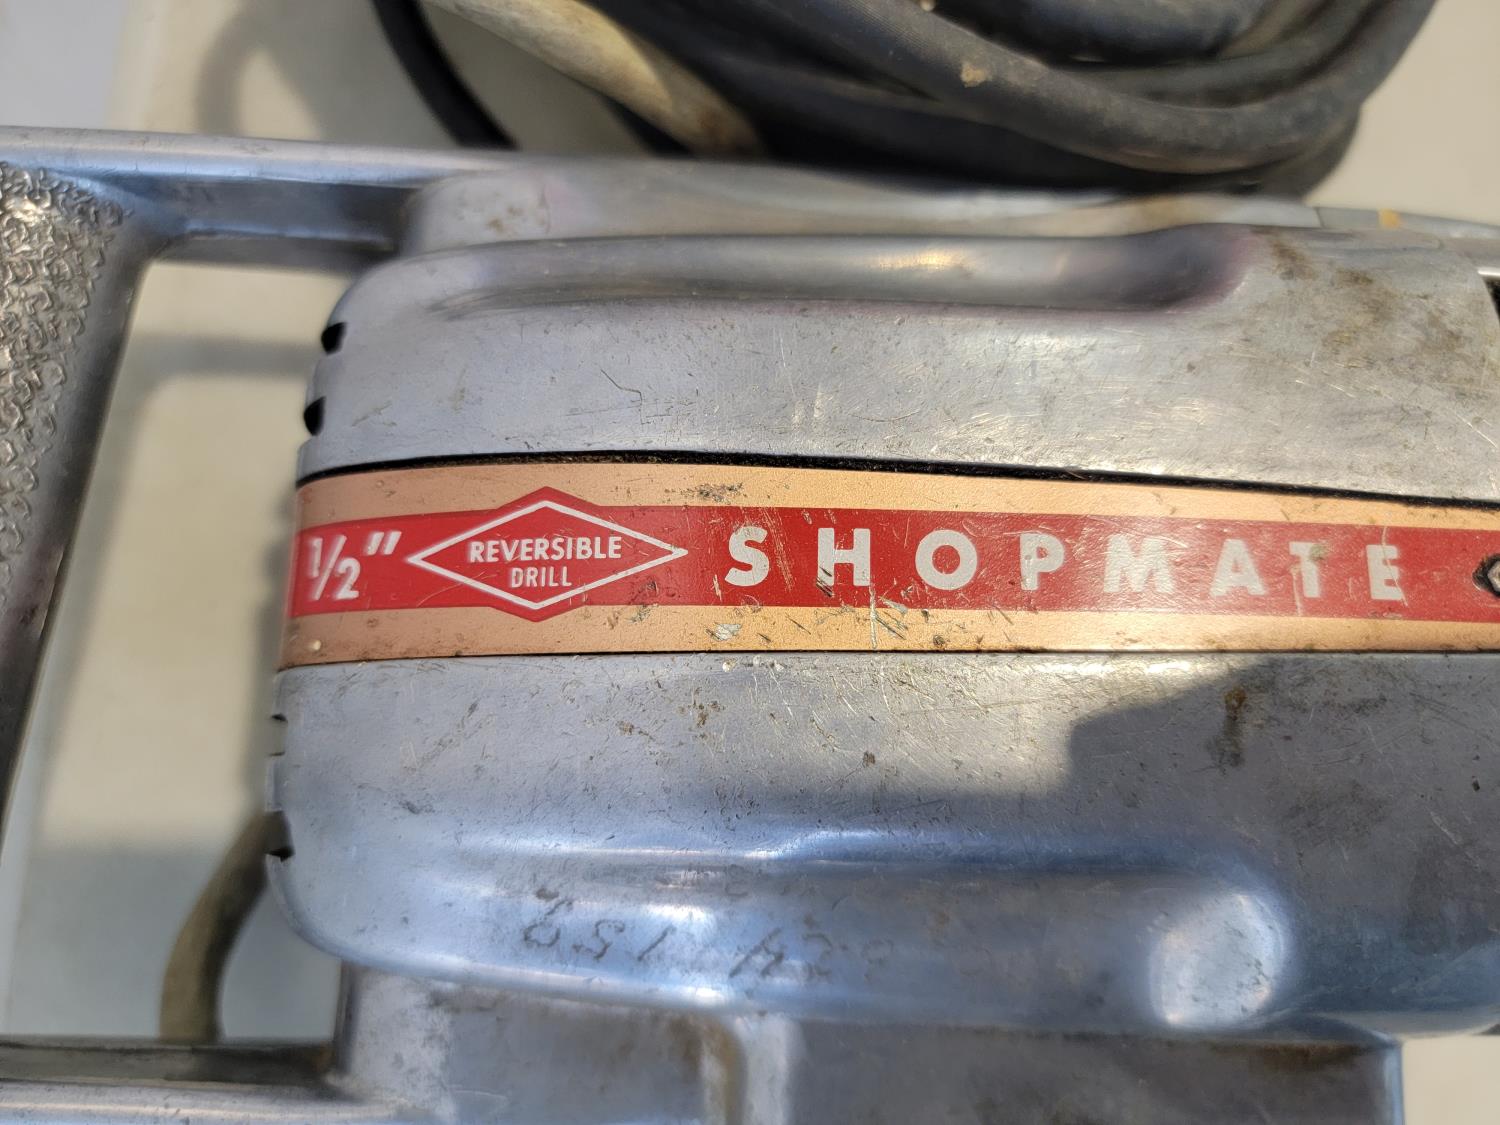 1/2"
REVERSIBLE
DRILL
SHOPMATE